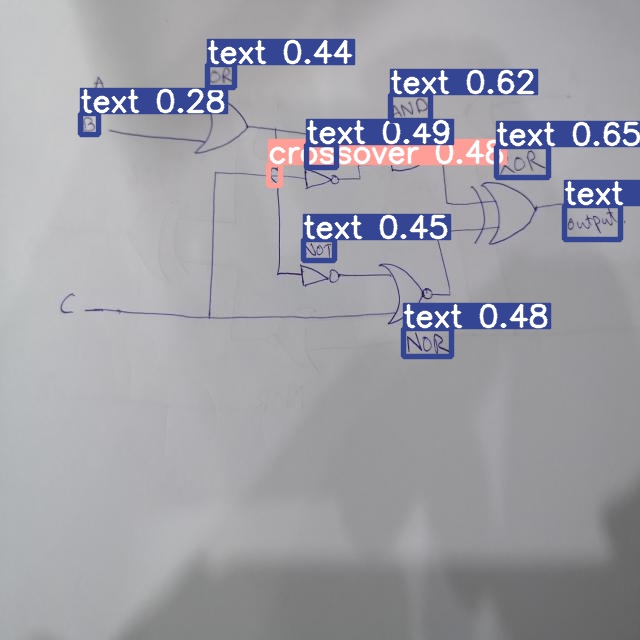 text 0.44
OR
A
text 0.28
B
text 0.62
AND
text 0.49
text 0.65
XOR
crossover 0.48
text
output.
text 0.45
NOT
C
text 0.48
NOR